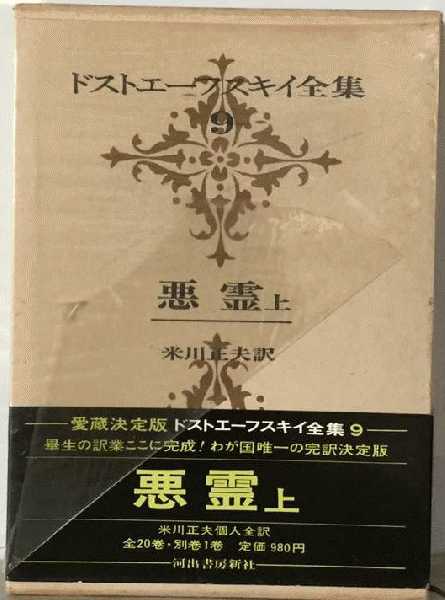 ドストエーフスキイ全集
9
悪霊上
米川正夫訳
愛蔵決定版 ドストエーフスキイ全集9
畢生の訳業ここに完成!わが国唯一の完訳決定版
悪霊上
米川正夫個人全訳
全20巻・別巻1巻 定価980円
河出書房新社